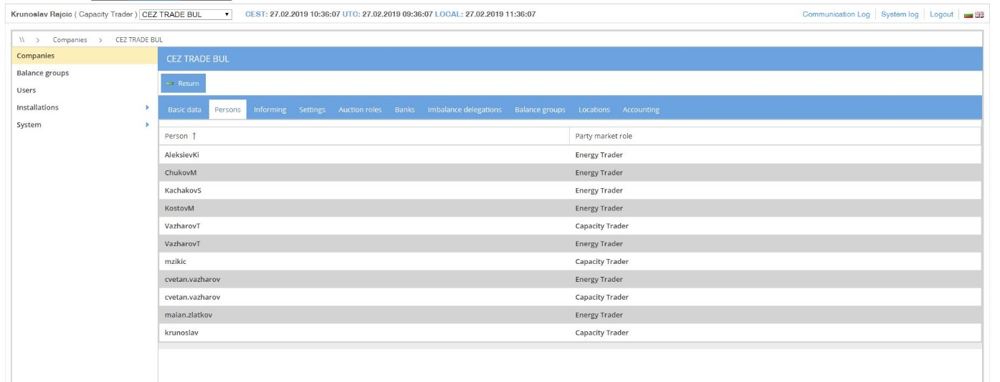 Krunoslav Rajcic ( Capacity Trader ) CEZ TRADE BUL CEST: 27.02.2019 10:36:07 UTC: 27.02.2019 09:36:07 LOCAL: 27.02.2019 11:36:07 Communication Log System log Logout
\\ > Companies > CEZ TRADE BUL
Companies
Balance groups
Users
Installations
System
CEZ TRADE BUL
Return
Basic data Persons Informing Settings Auction roles Banks Imbalance delegations Balance groups Locations Accounting
Person ↑ Party market role
AleksievKi Energy Trader
ChukovM Energy Trader
KachakovS Energy Trader
KostovM Energy Trader
VazharovT Capacity Trader
VazharovT Energy Trader
mzikic Capacity Trader
cvetan.vazharov Energy Trader
cvetan.vazharov Capacity Trader
maian.zlatkov Energy Trader
krunoslav Capacity Trader